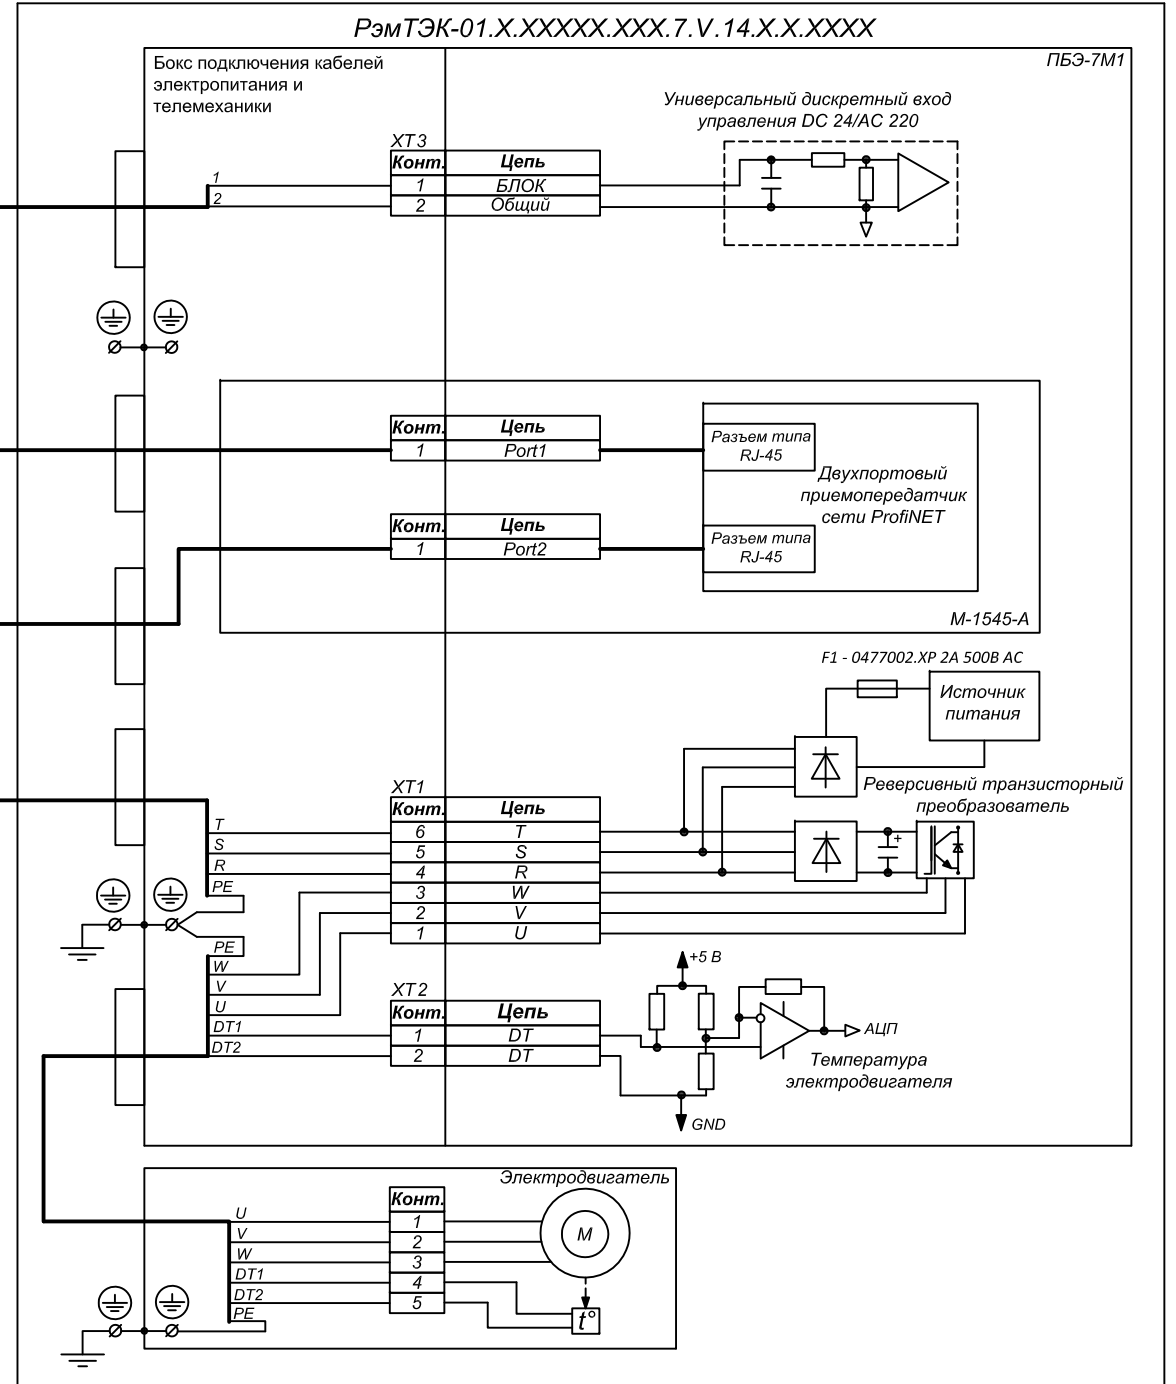 РэмТЭК-01.X.XXXXX.XXX.7.V.14.X.X.XXXX
Бокс подключения кабелей
электропитания и
телемеханики
ПБЭ-7М1
Универсальный дискретный вход
управления DC 24/AC 220
XT3
Конт. Цепь
1 1 БЛОК
2 2 Общий
Конт. Цепь
1 Port1
Разъем типа
RJ-45
Двухпортовый
приемопередатчик
сети ProfiNET
Конт. Цепь
1 Port2
Разъем типа
RJ-45
М-1545-А
F1 - 0477002.XP 2A 500В AC
Источник
питания
Реверсивный транзисторный
преобразователь
XT1
Конт. Цепь
T 6 T
S 5 S
R 4 R
PE 3 W
2 V
1 U
+
PE
W
V
U
DT1
DT2
XT2
Конт. Цепь
1 DT
2 DT
+5 В
АЦП
Температура
электродвигателя
GND
Электродвигатель
Конт.
U 1
V 2
W 3
DT1 4
DT2 5
PE
М
t°